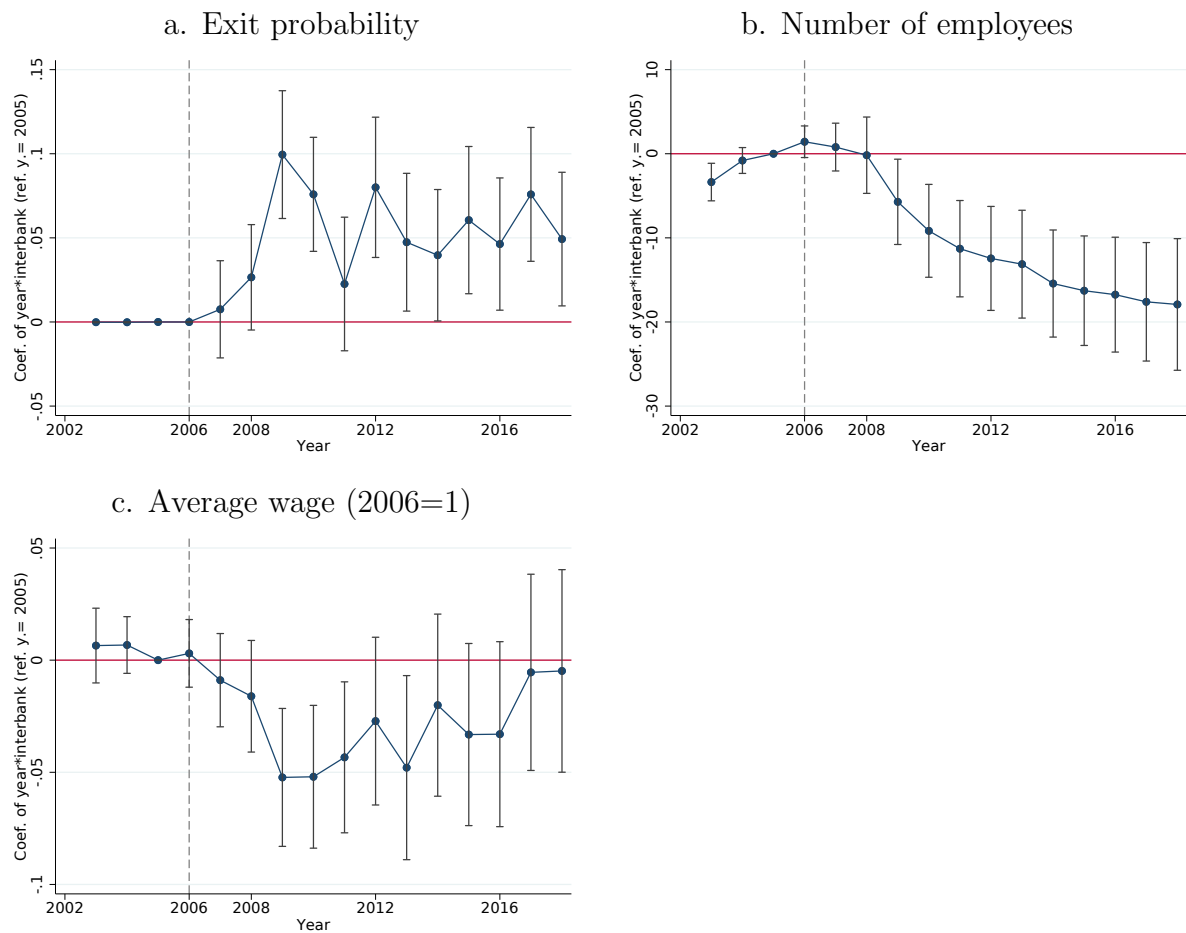 a. Exit probability
Coef. of year*interbank (ref. y.= 2005)
.15
.1
.05
0
-.05
2002 2006 2008 2012 2016
Year
b. Number of employees
Coef. of year*interbank (ref. y.= 2005)
10
0
-10
-20
-30
2002 2006 2008 2012 2016
Year
c. Average wage (2006=1)
Coef. of year*interbank (ref. y.= 2005)
.05
0
-.05
-.1
2002 2006 2008 2012 2016
Year